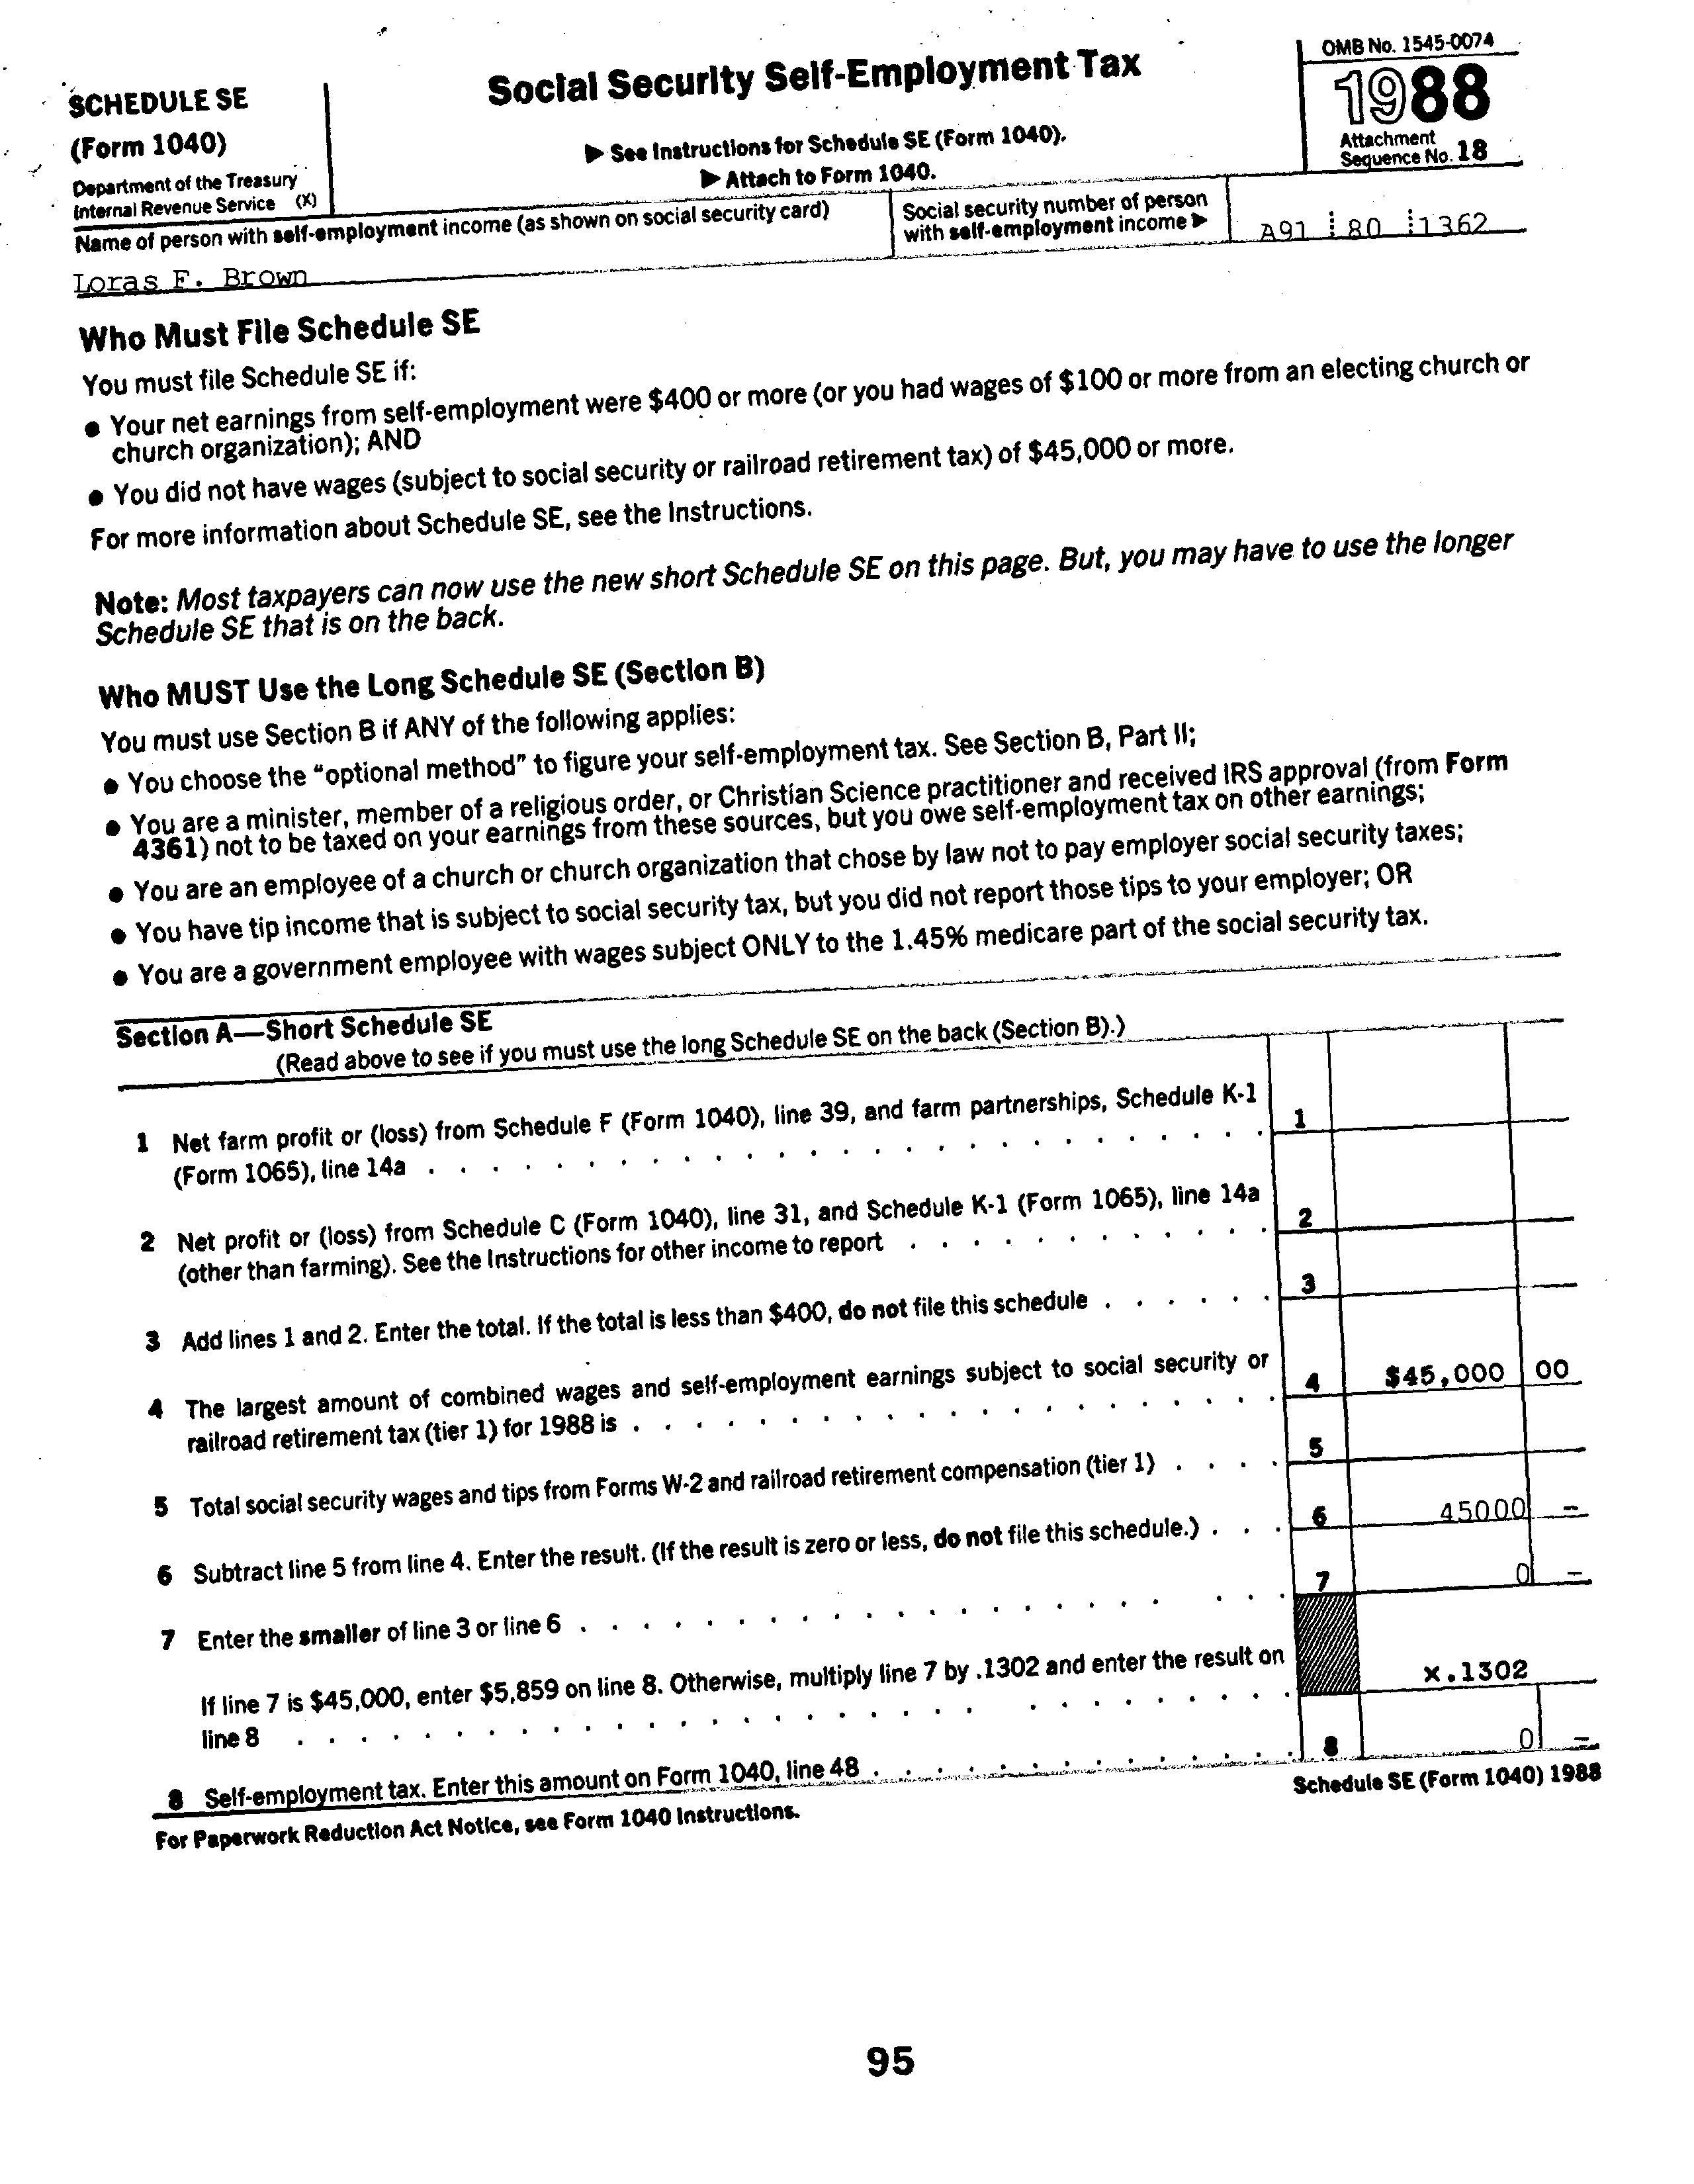 SCHEDULE SE
(Form 1040)
Department of the Treasury
Internal Revenue Service (X)
Social Security Self-Employment Tax
▶ See Instructions for Schedule SE (Form 1040).
▶ Attach to Form 1040.
OMB No. 1545-0074
1988
Attachment
Sequence No. 18
Name of person with self-employment income (as shown on social security card)
Loras F. Brown
Social security number of person
with self-employment income ▶
A91 80 1362
Who Must File Schedule SE
You must file Schedule SE if:
● Your net earnings from self-employment were $400 or more (or you had wages of $100 or more from an electing church or
church organization); AND
● You did not have wages (subject to social security or railroad retirement tax) of $45,000 or more.
For more information about Schedule SE, see the Instructions.
Note: Most taxpayers can now use the new short Schedule SE on this page. But, you may have to use the longer
Schedule SE that is on the back.
Who MUST Use the Long Schedule SE (Section B)
You must use Section B if ANY of the following applies:
● You choose the "optional method" to figure your self-employment tax. See Section B, Part II;
● You are a minister, member of a religious order, or Christian Science practitioner and received IRS approval (from Form
4361) not to be taxed on your earnings from these sources, but you owe self-employment tax on other earnings;
● You are an employee of a church or church organization that chose by law not to pay employer social security taxes;
● You have tip income that is subject to social security tax, but you did not report those tips to your employer; OR
● You are a government employee with wages subject ONLY to the 1.45% medicare part of the social security tax.
Section A—Short Schedule SE
(Read above to see if you must use the long Schedule SE on the back (Section B).)
1 Net farm profit or (loss) from Schedule F (Form 1040), line 39, and farm partnerships, Schedule K-1
(Form 1065), line 14a . . . . . 1
2 Net profit or (loss) from Schedule C (Form 1040), line 31, and Schedule K-1 (Form 1065), line 14a
(other than farming). See the Instructions for other income to report . . . . . 2
3 Add lines 1 and 2. Enter the total. If the total is less than $400, do not file this schedule . . . . . 3
4 The largest amount of combined wages and self-employment earnings subject to social security or
railroad retirement tax (tier 1) for 1988 is . . . . . 4 $45,000 00
5 Total social security wages and tips from Forms W-2 and railroad retirement compensation (tier 1) . . . . 5
6 Subtract line 5 from line 4. Enter the result. (If the result is zero or less, do not file this schedule.) . . . 6 45000 –
7 Enter the smaller of line 3 or line 6 . . . . . 7 0 –
If line 7 is $45,000, enter $5,859 on line 8. Otherwise, multiply line 7 by .1302 and enter the result on
line 8 . . . . . x.1302
8 Self-employment tax. Enter this amount on Form 1040, line 48 . . . . . 8 0 –
For Paperwork Reduction Act Notice, see Form 1040 Instructions.
Schedule SE (Form 1040) 1988
95